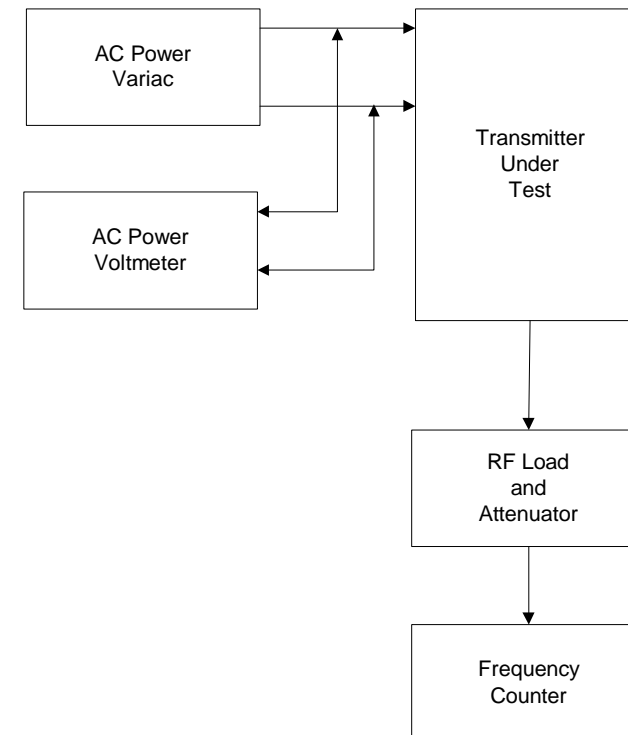 AC Power
Variac
Transmitter
Under
Test
AC Power
Voltmeter
RF Load
and
Attenuator
Frequency
Counter